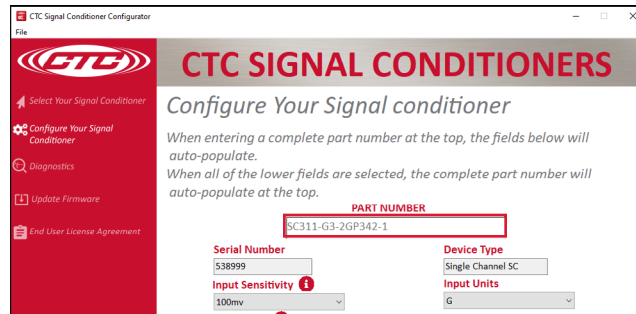 CTC Signal Conditioner Configurator
File
CTC
CTC SIGNAL CONDITIONERS
Select Your Signal Conditioner
Configure Your Signal
Conditioner
Diagnostics
Update Firmware
End User License Agreement
Configure Your Signal conditioner
When entering a complete part number at the top, the fields below will
auto-populate.
When all of the lower fields are selected, the complete part number will
auto-populate at the top.
PART NUMBER
SC311-G3-2GP342-1
Serial Number
Device Type
538999
Single Channel SC
Input Sensitivity
Input Units
100mv
G